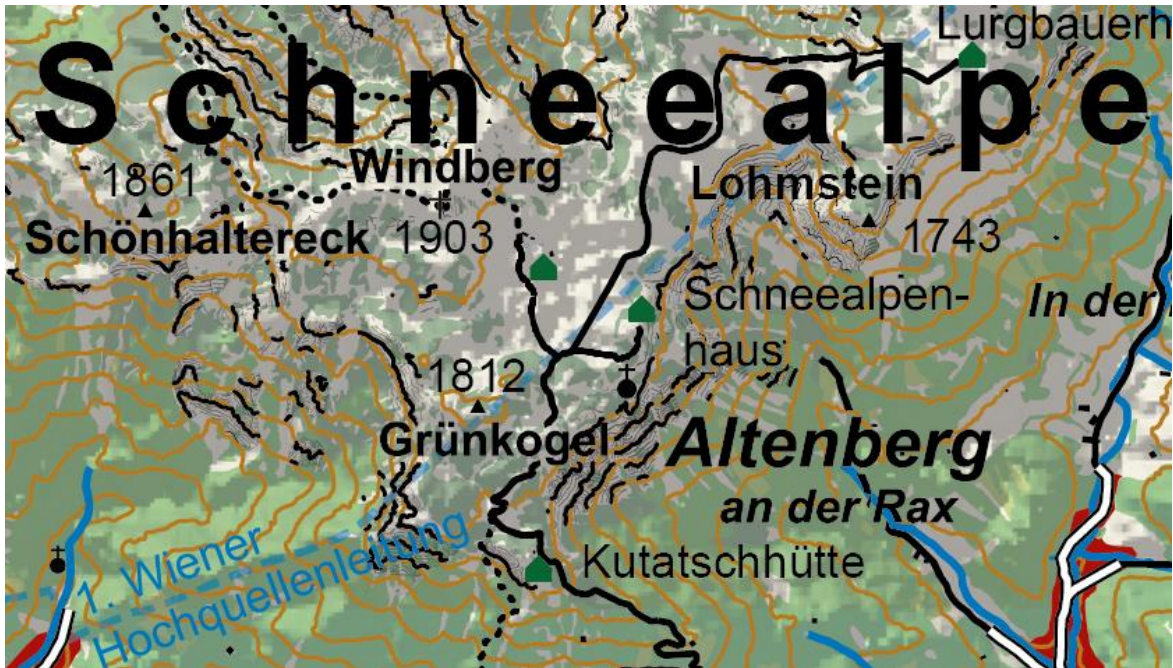 Lurgbauerh
Schneealpe
Windberg
1861
Lohmstein
Schönhaltereck 1903
1743
Schneealpen-
haus
In der
1812
Grünkogel
Altenberg
an der Rax
Kutatschhütte
1. Wiener
Hochquellenleitung